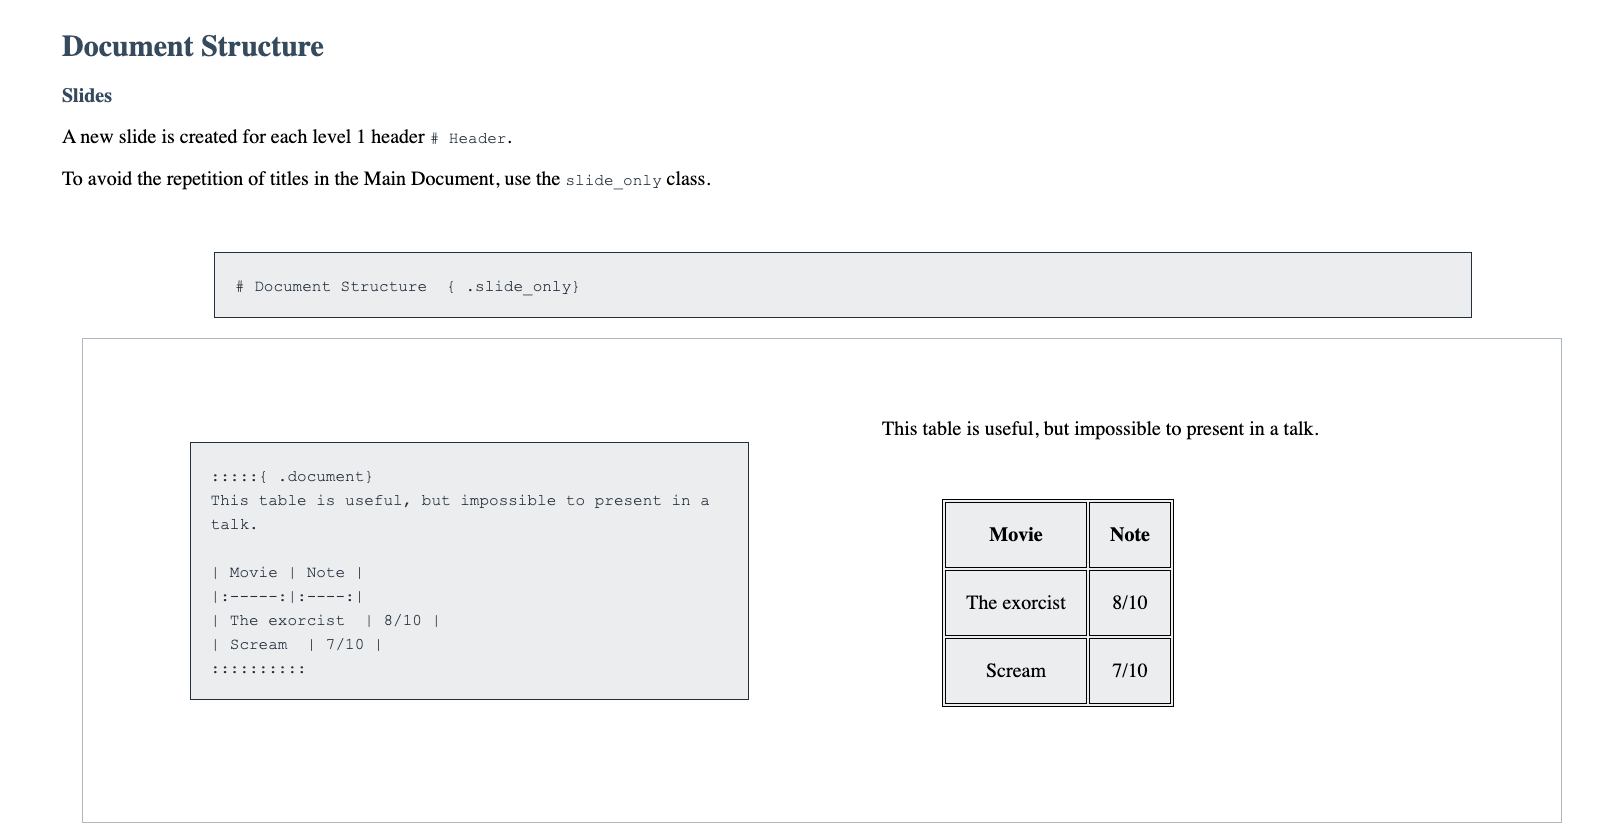 Document Structure
Slides
A new slide is created for each level 1 header # Header.
To avoid the repetition of titles in the Main Document, use the slide_only class.
# Document Structure  { .slide_only}
:::::{ .document}
This table is useful, but impossible to present in a
talk.
| Movie | Note |
|:-----:|:----:|
| The exorcist  | 8/10 |
| Scream  | 7/10 |
::::::::::
This table is useful, but impossible to present in a talk.
Movie Note
The exorcist 8/10
Scream 7/10